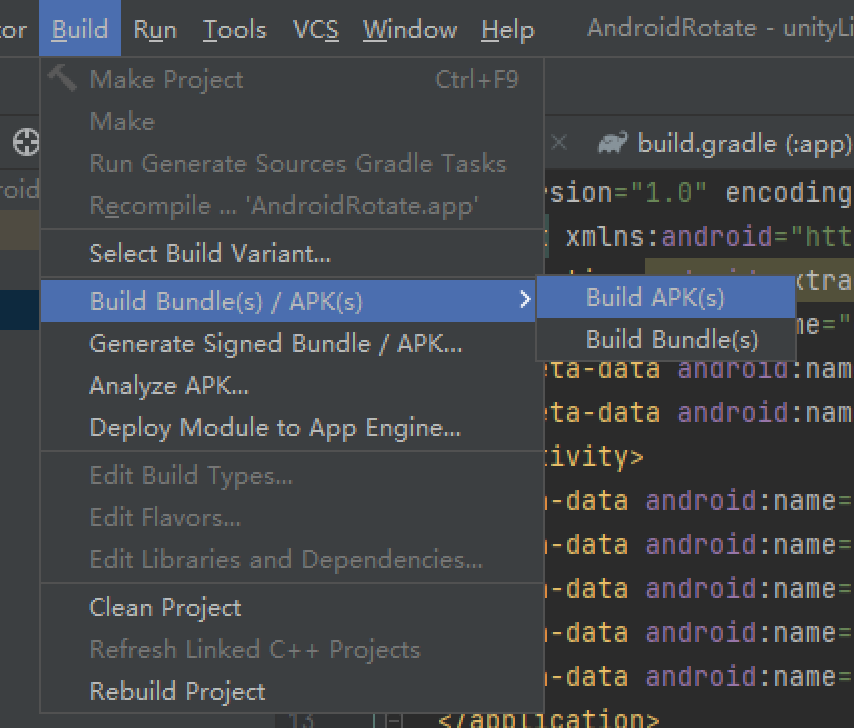 or Build Run Tools VCS Window Help AndroidRotate - unityLi
Make Project Ctrl+F9
Make
build.gradle (:app)
Run Generate Sources Gradle Tasks
roid
Recompile ... 'AndroidRotate.app'
sion="1.0" encoding
xmlns:android="htt
Select Build Variant...
xtra
Build Bundle(s) / APK(s)
Build APK(s)
me="
Generate Signed Bundle / APK...
Build Bundle(s)
eta-data android:nam
Analyze APK...
eta-data android:nam
Deploy Module to App Engine...
tivity>
Edit Build Types...
-data android:name=
Edit Flavors...
-data android:name=
Edit Libraries and Dependencies...
-data android:name=
Clean Project
-data android:name=
Refresh Linked C++ Projects
-data android:name=
Rebuild Project
13 </application>